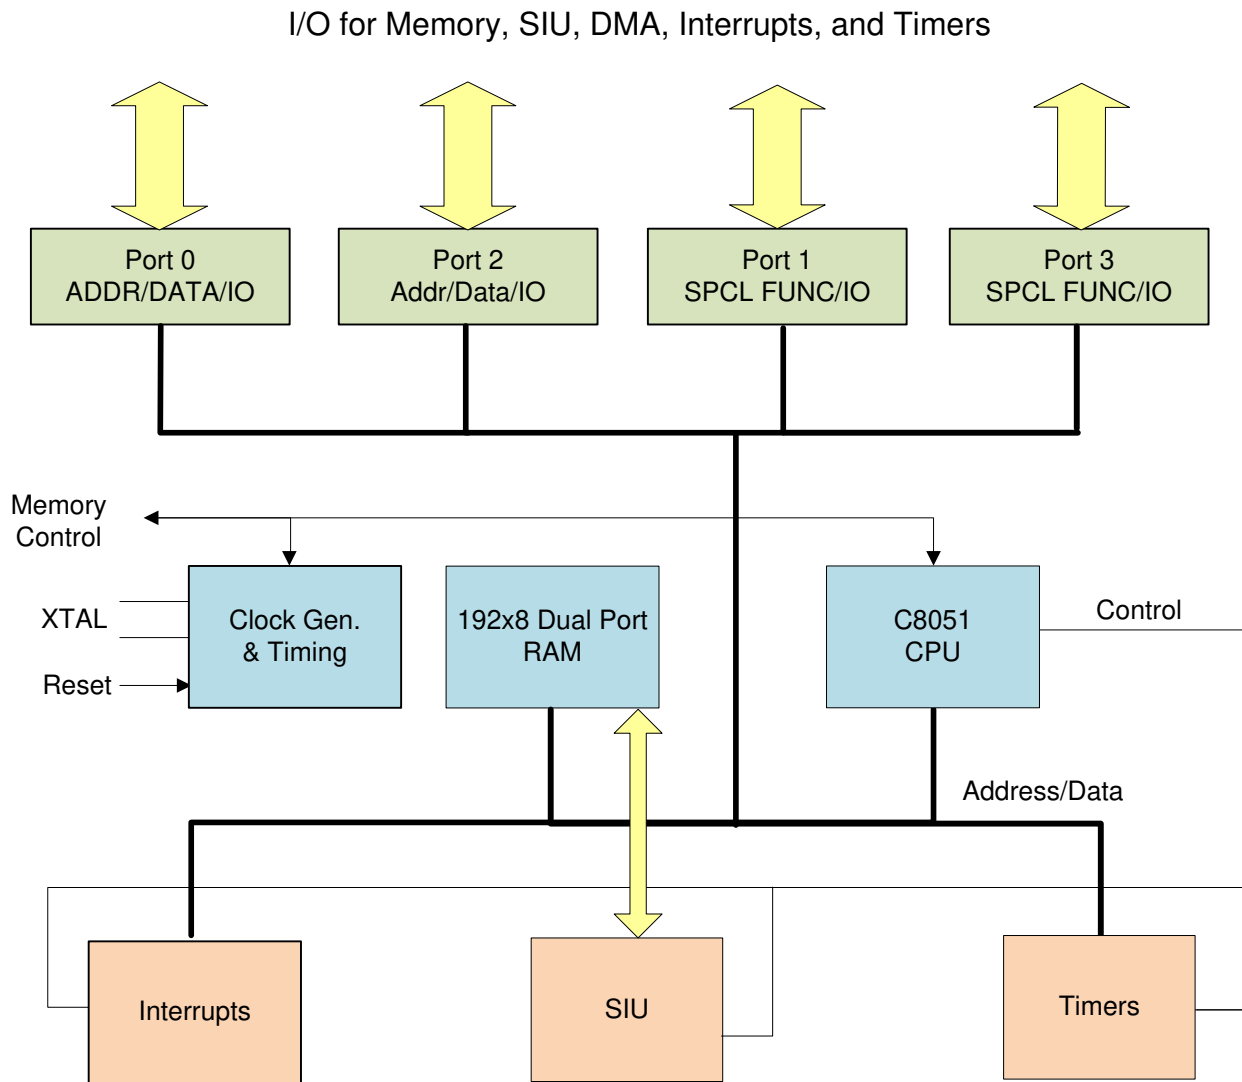 I/O for Memory, SIU, DMA, Interrupts, and Timers
Port 0
ADDR/DATA/IO
Port 2
Addr/Data/IO
Port 1
SPCL FUNC/IO
Port 3
SPCL FUNC/IO
Memory
Control
XTAL
Reset
Clock Gen.
& Timing
192x8 Dual Port
RAM
C8051
CPU
Control
Address/Data
Interrupts
SIU
Timers